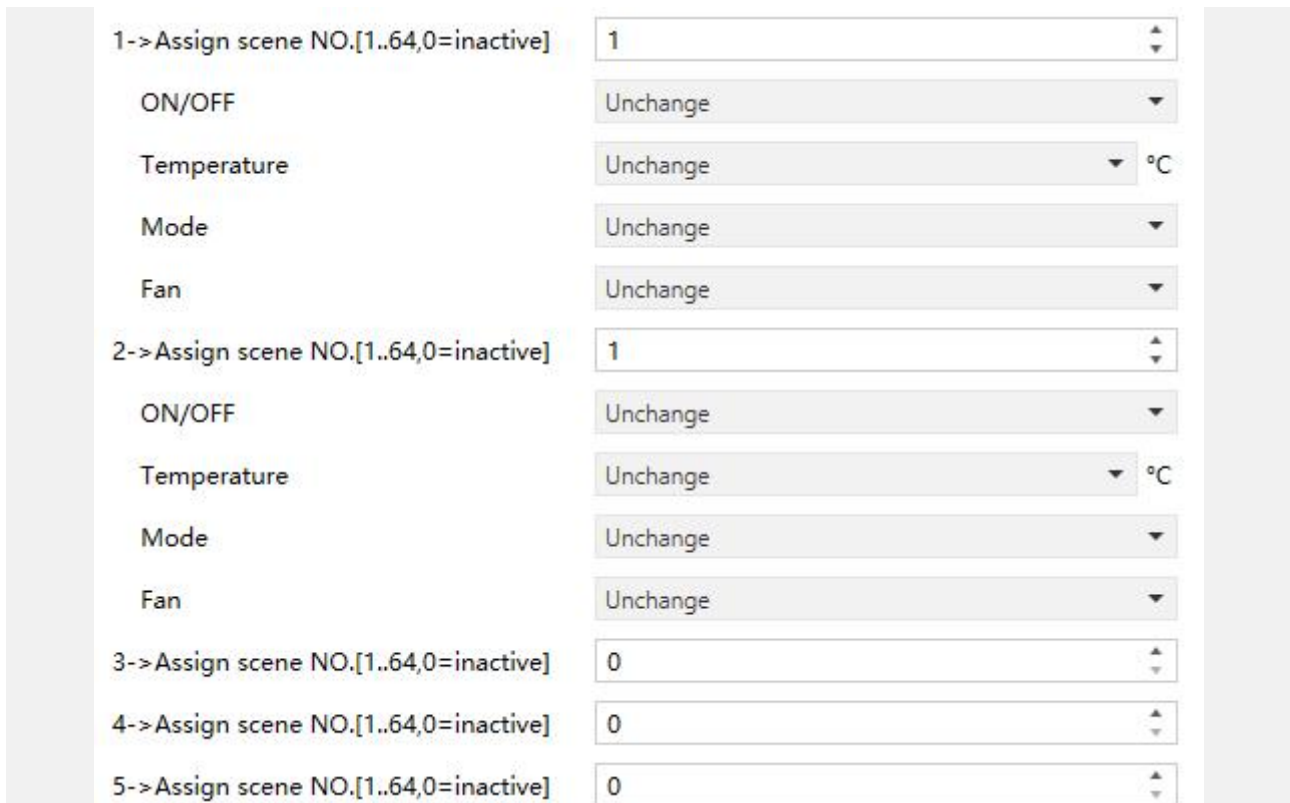 1->Assign scene NO.[1..64,0=inactive] 1
ON/OFF Unchange
Temperature Unchange °C
Mode Unchange
Fan Unchange
2->Assign scene NO.[1..64,0=inactive] 1
ON/OFF Unchange
Temperature Unchange °C
Mode Unchange
Fan Unchange
3->Assign scene NO.[1..64,0=inactive] 0
4->Assign scene NO.[1..64,0=inactive] 0
5->Assign scene NO.[1..64,0=inactive] 0